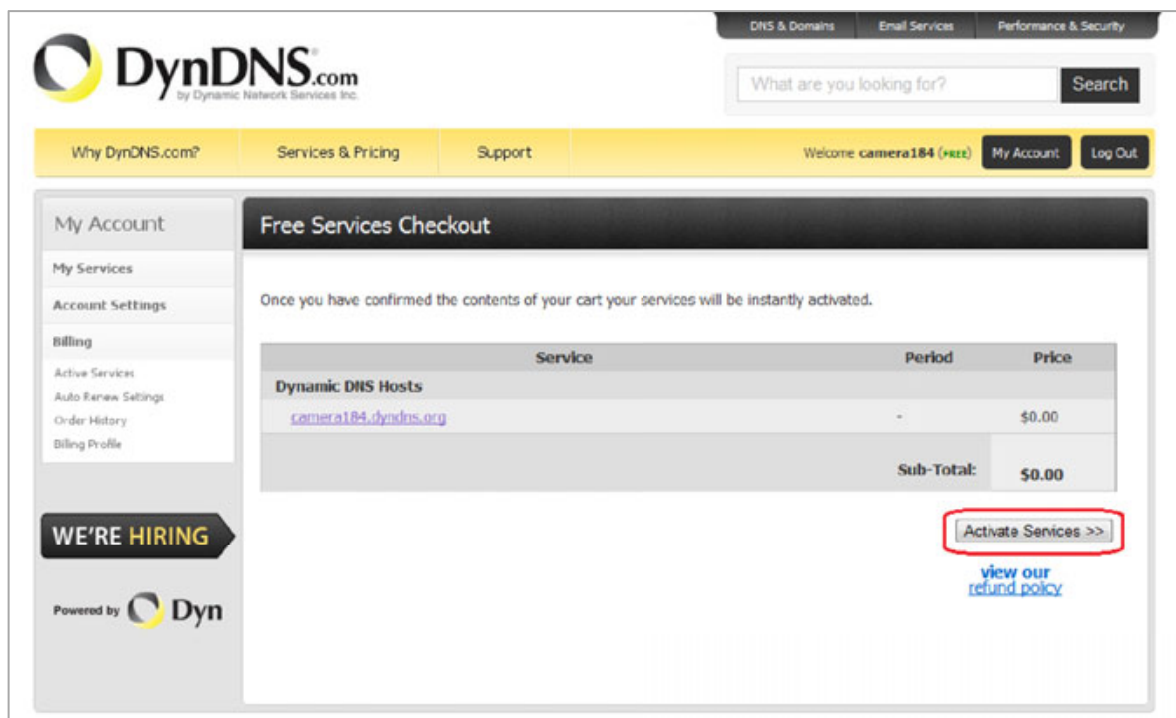 DNS & Domains Email Services Performance & Security
DynDNS.com
by Dynamic Network Services Inc.
What are you looking for? Search
Why DynDNS.com? Services & Pricing Support Welcome camera184 (FREE) My Account Log Out
My Account
My Services
Account Settings
Billing
Active Services
Auto Renew Settings
Order History
Billing Profile
WE'RE HIRING
Powered by Dyn
Free Services Checkout
Once you have confirmed the contents of your cart your services will be instantly activated.
Service Period Price
Dynamic DNS Hosts
camera184.dyndns.org - $0.00
Sub-Total: $0.00
Activate Services >>
view our
refund policy